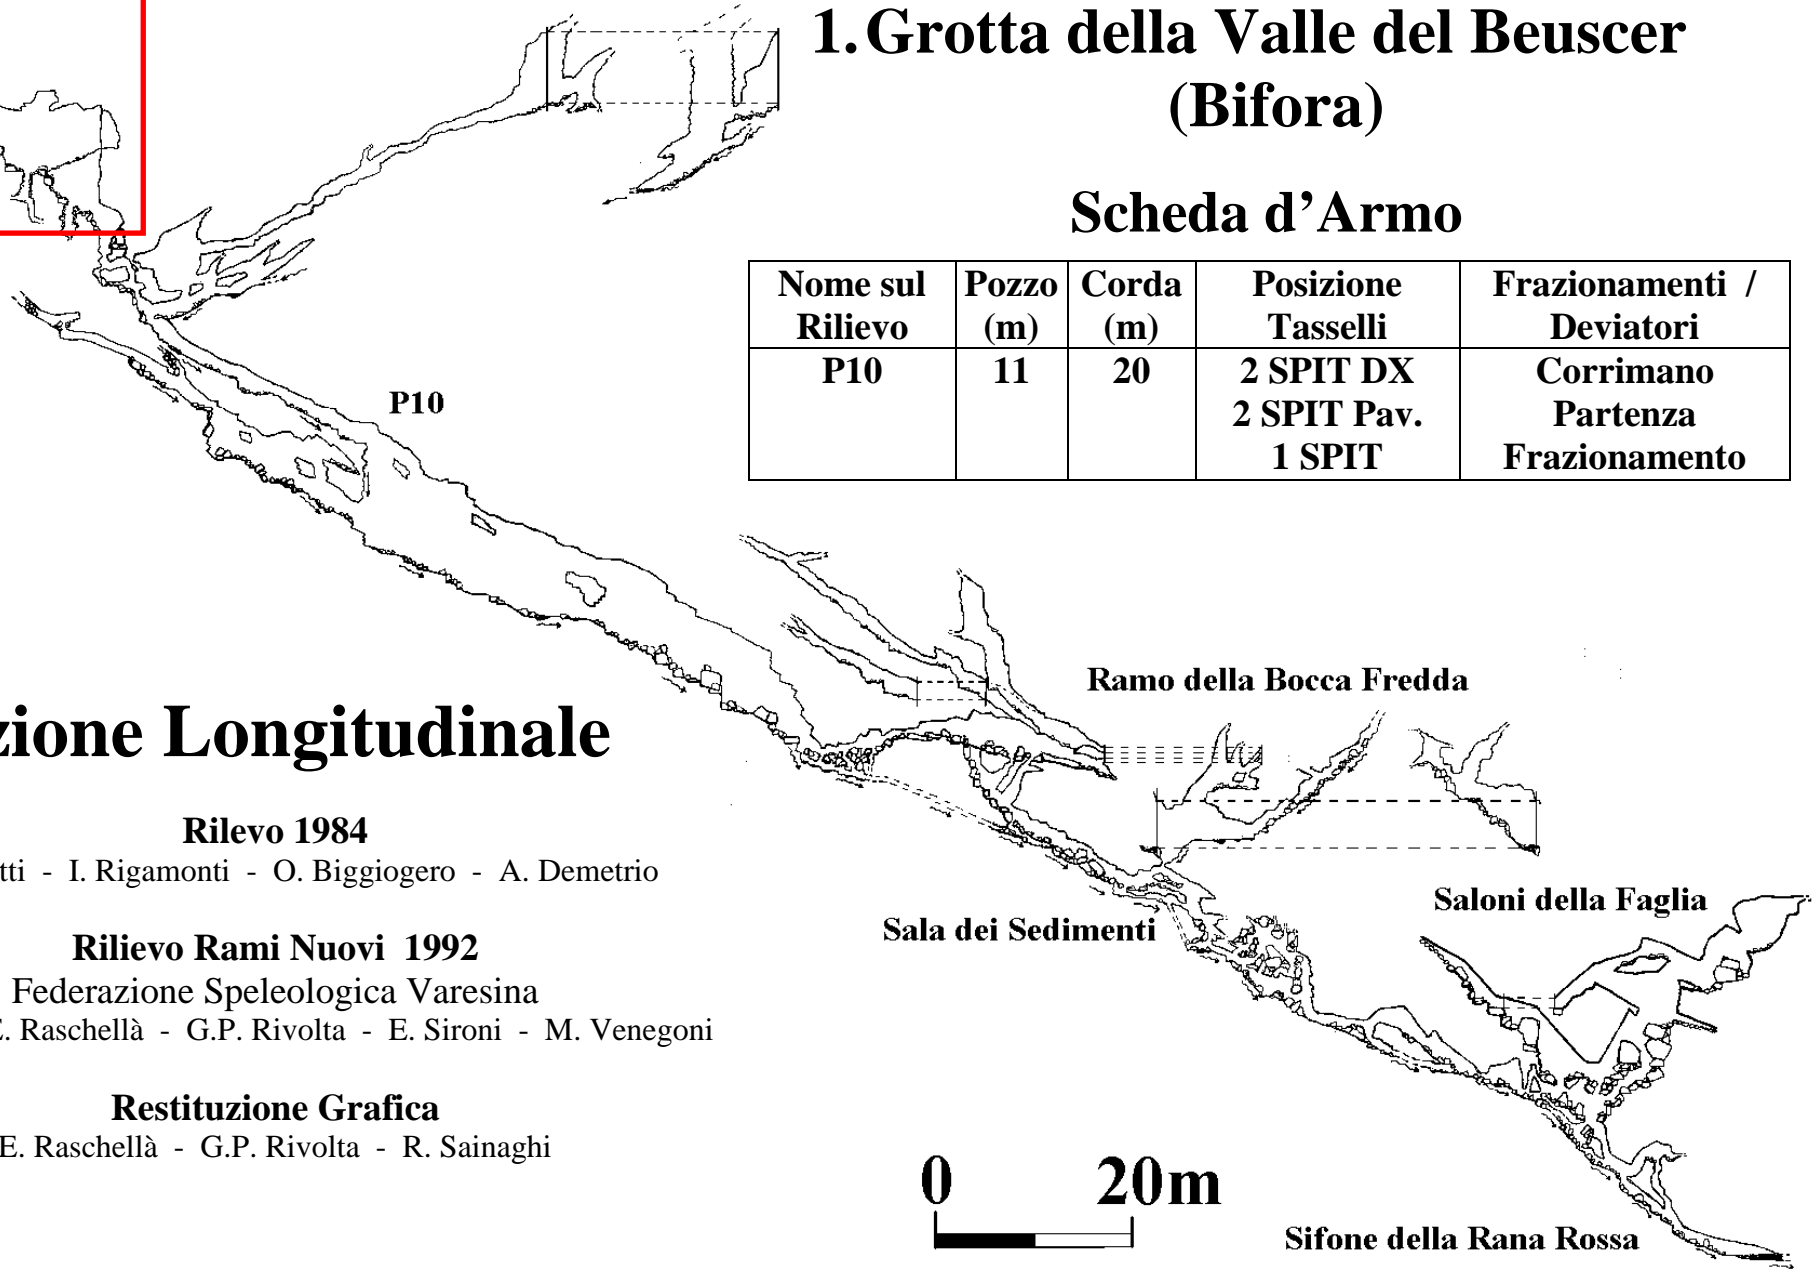 1. Grotta della Valle del Beuscer
(Bifora)
Scheda d’Armo
Nome sul Rilievo Pozzo (m) Corda (m) Posizione Tasselli Frazionamenti / Deviatori
P10 11 20 2 SPIT DX Corrimano
2 SPIT Pav. Partenza
1 SPIT Frazionamento
P10
Ramo della Bocca Fredda
zione Longitudinale
Rilevo 1984
tti - I. Rigamonti - O. Biggiogero - A. Demetrio
Saloni della Faglia
Sala dei Sedimenti
Rilievo Rami Nuovi 1992
Federazione Speleologica Varesina
E. Raschellà - G.P. Rivolta - E. Sironi - M. Venegoni
Restituzione Grafica
E. Raschellà - G.P. Rivolta - R. Sainaghi
0 20m
Sifone della Rana Rossa